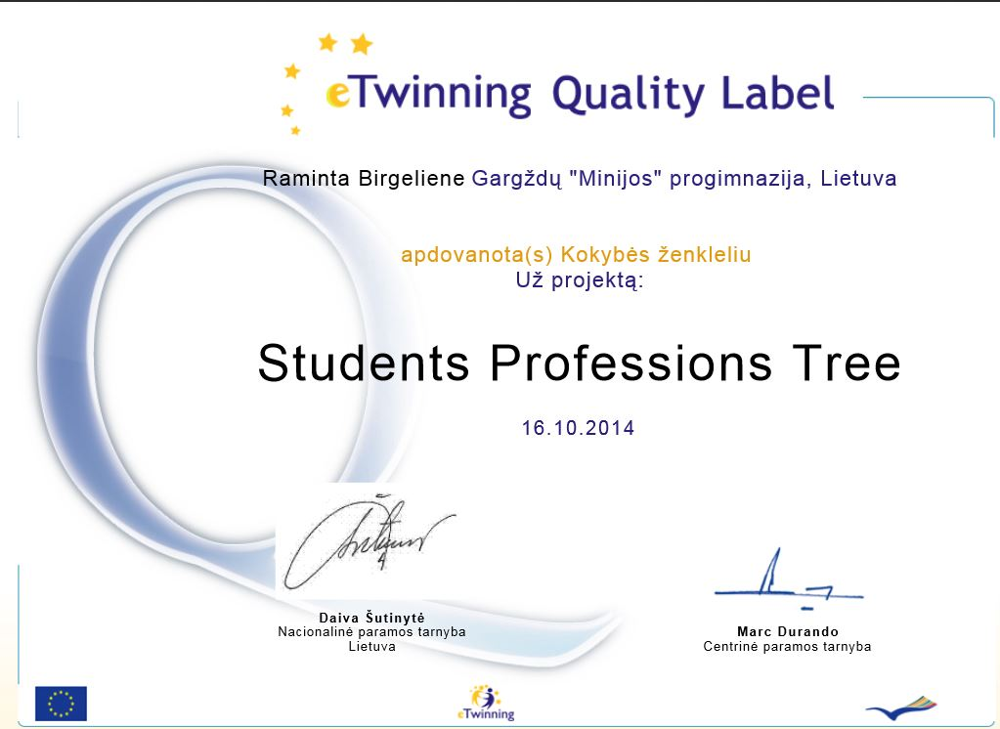 eTwinning Quality Label
Raminta Birgeliene Gargždų "Minijos" progimnazija, Lietuva
apdovanota(s) Kokybės ženkleliu
Už projektą:
Students Professions Tree
16.10.2014
Daiva Šutinytė
Nacionalinė paramos tarnyba
Lietuva
Marc Durando
Centrinė paramos tarnyba
eTwinning